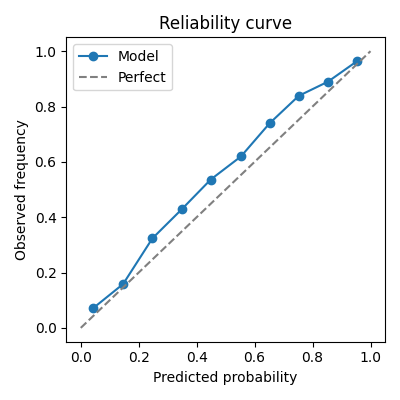 Reliability curve
Model
Perfect
Observed frequency
1.0
0.8
0.6
0.4
0.2
0.0
0.0 0.2 0.4 0.6 0.8 1.0
Predicted probability